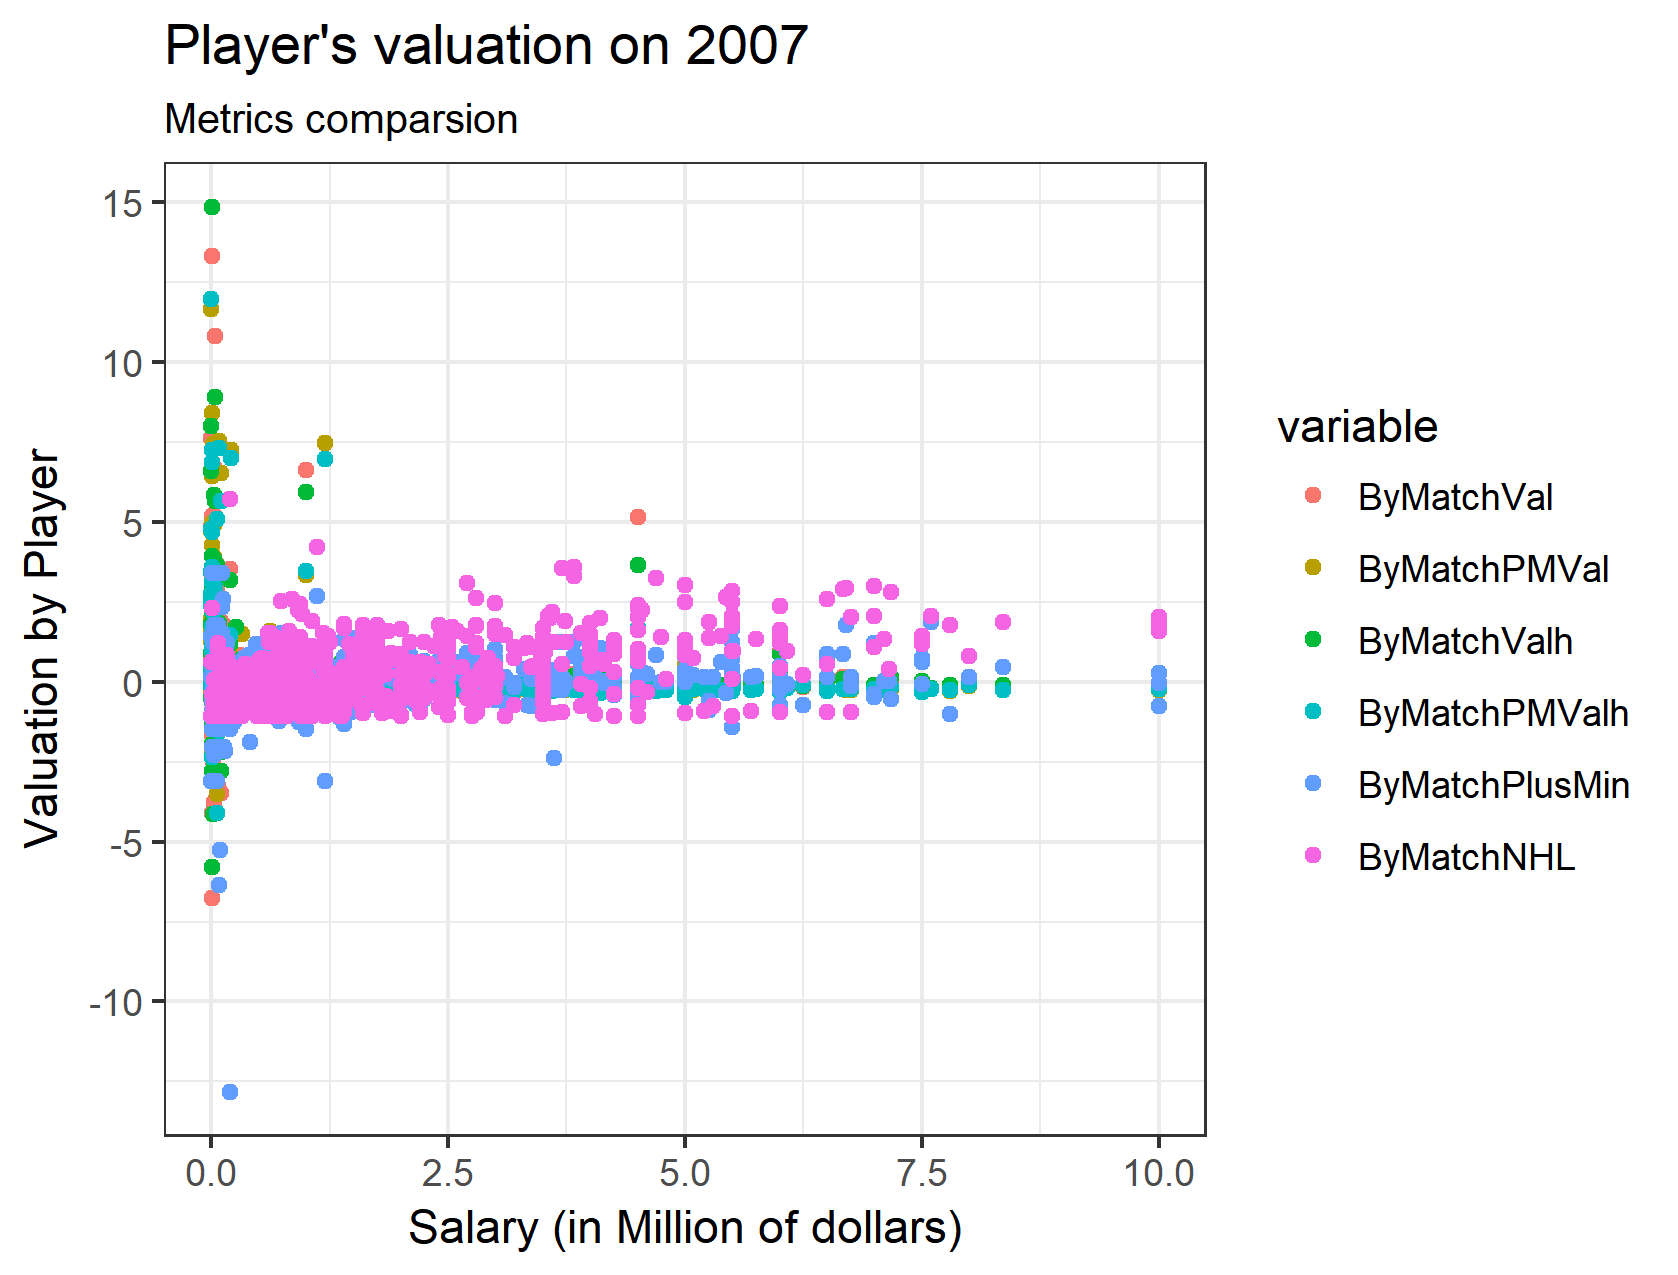 Player's valuation on 2007
Metrics comparsion
Valuation by Player
15
10
5
0
-5
-10
0.0
2.5
5.0
7.5
10.0
Salary (in Million of dollars)
variable
ByMatchVal
ByMatchPMVal
ByMatchValh
ByMatchPMValh
ByMatchPlusMin
ByMatchNHL